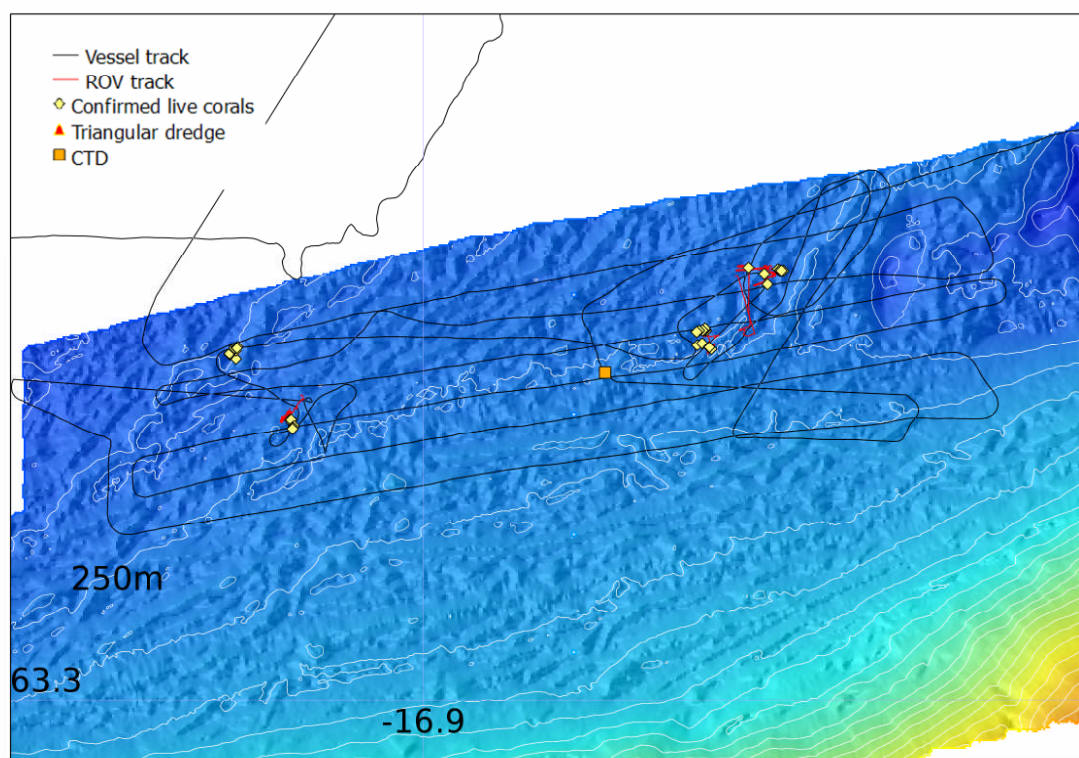 Vessel track
ROV track
Confirmed live corals
Triangular dredge
CTD
250m
63.3
-16.9